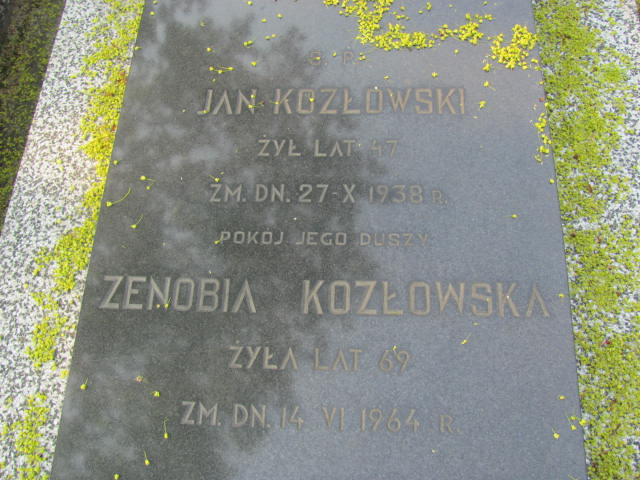 Ś. P.
JAN KOZŁOWSKI
ŻYŁ LAT 47
ZM. DN. 27-X 1938 R.
POKÓJ JEGO DUSZY
ZENOBIA KOZŁOWSKA
ŻYŁA LAT 69
ZM. DN. 14. VI 1964 R.